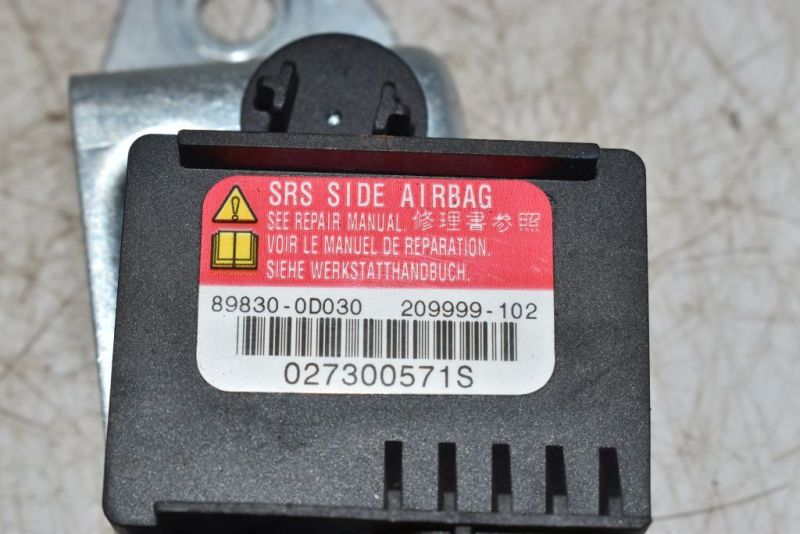 SRS SIDE AIRBAG
SEE REPAIR MANUAL. 修理書参照
VOIR LE MANUEL DE REPARATION.
SIEHE WERKSTATTHANDBUCH.
89830-0D030 209999-102
027300571S